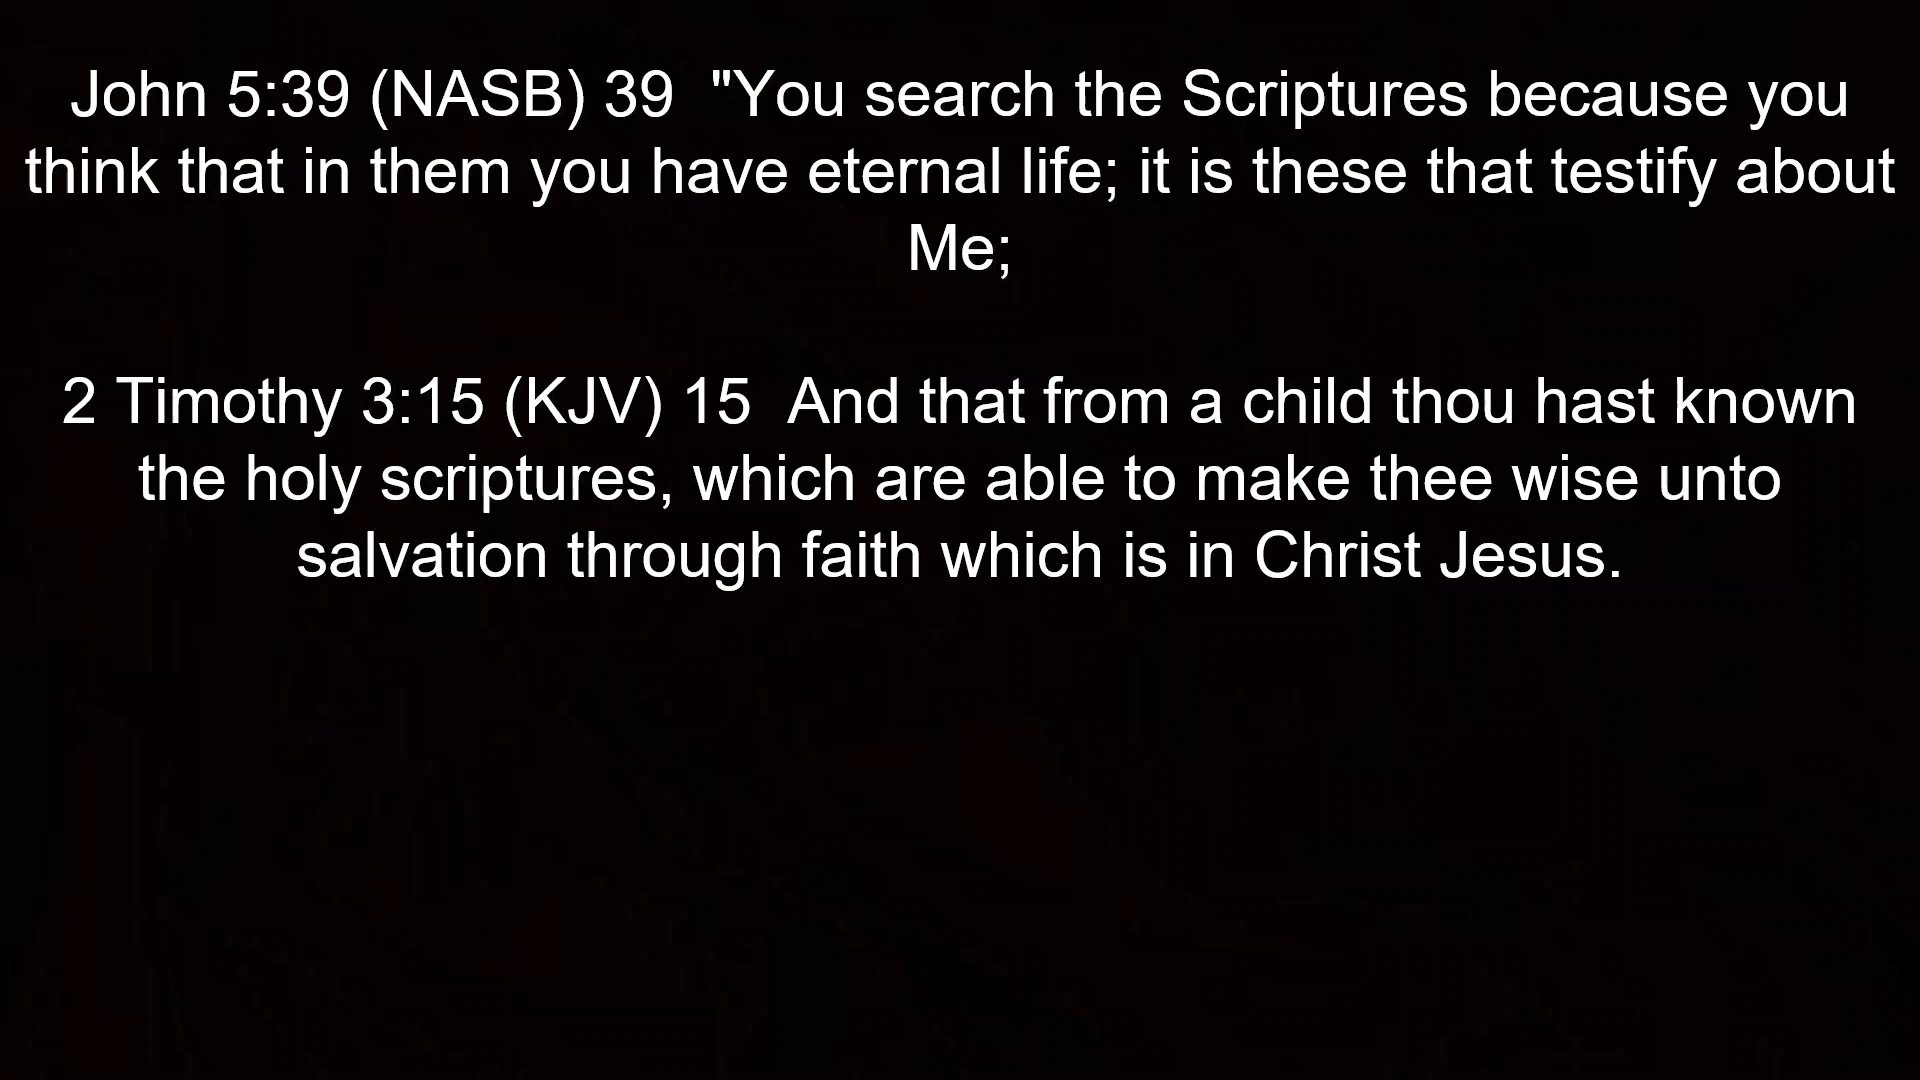 John 5:39 (NASB) 39  "You search the Scriptures because you
think that in them you have eternal life; it is these that testify about
Me;
2 Timothy 3:15 (KJV) 15  And that from a child thou hast known
the holy scriptures, which are able to make thee wise unto
salvation through faith which is in Christ Jesus.